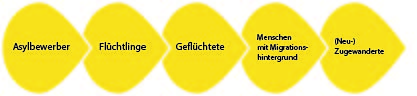 Asylbewerber
Flüchtlinge
Geflüchtete
Menschen
mit Migrations-
hintergrund
(Neu-)
Zugewanderte